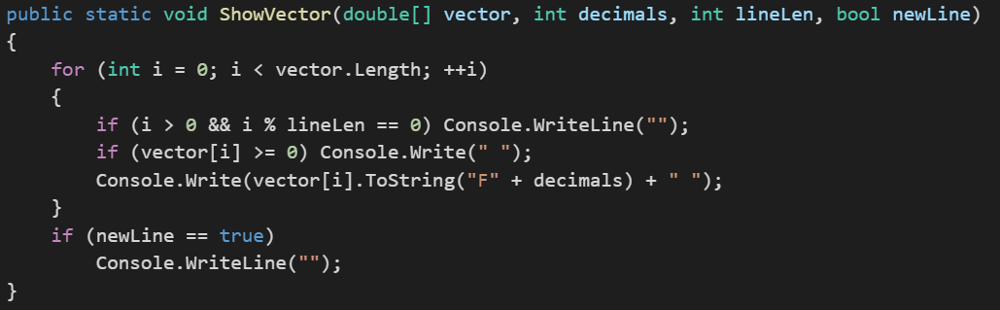 public static void ShowVector(double[] vector, int decimals, int lineLen, bool newLine)
{
    for (int i = 0; i < vector.Length; ++i)
    {
        if (i > 0 && i % lineLen == 0) Console.WriteLine("");
        if (vector[i] >= 0) Console.Write(" ");
        Console.Write(vector[i].ToString("F" + decimals) + " ");
    }
    if (newLine == true)
        Console.WriteLine("");
}